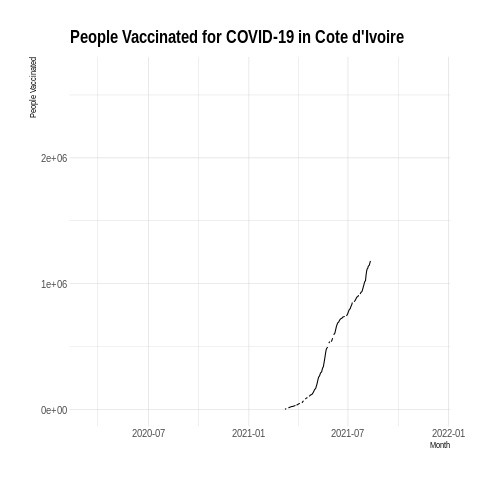 People Vaccinated for COVID-19 in Cote d'Ivoire
People Vaccinated
2e+06
1e+06
0e+00
2020-07 2021-01 2021-07 2022-01
Month